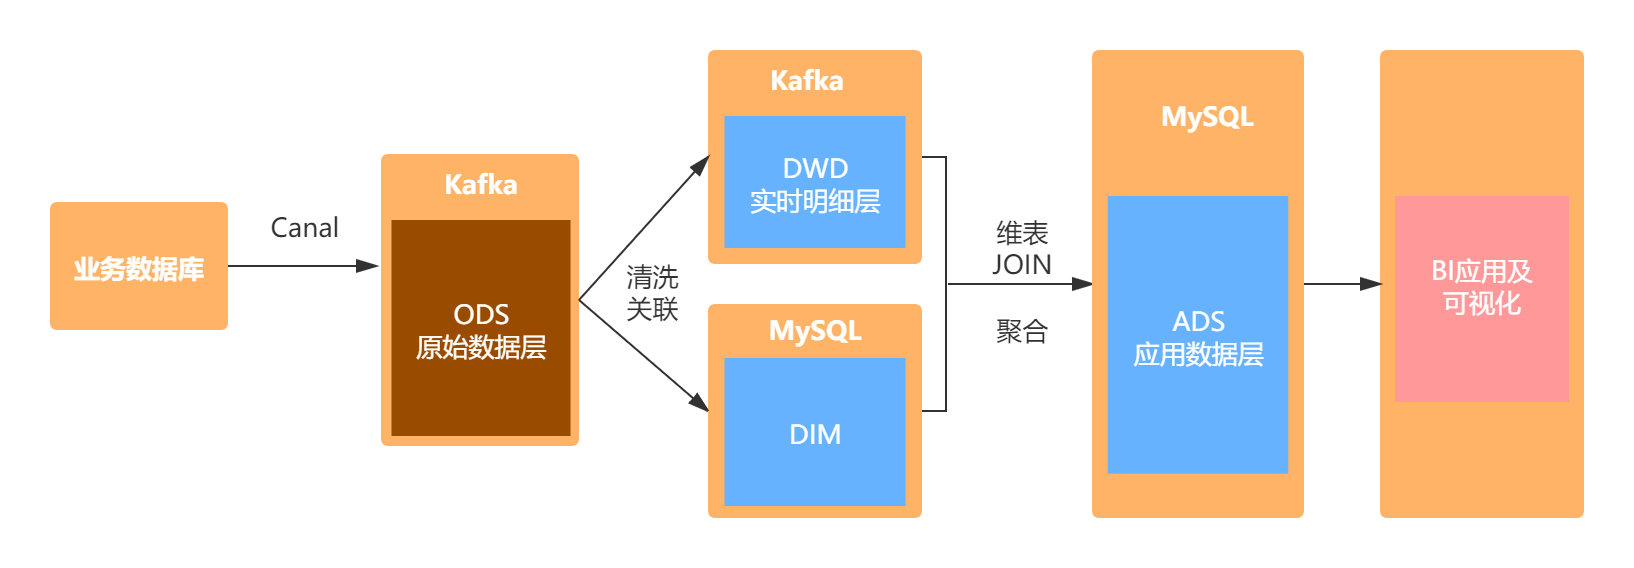 业务数据库
Canal
Kafka
ODS
原始数据层
清洗
关联
Kafka
DWD
实时明细层
MySQL
DIM
维表
JOIN
聚合
MySQL
ADS
应用数据层
BI应用及
可视化